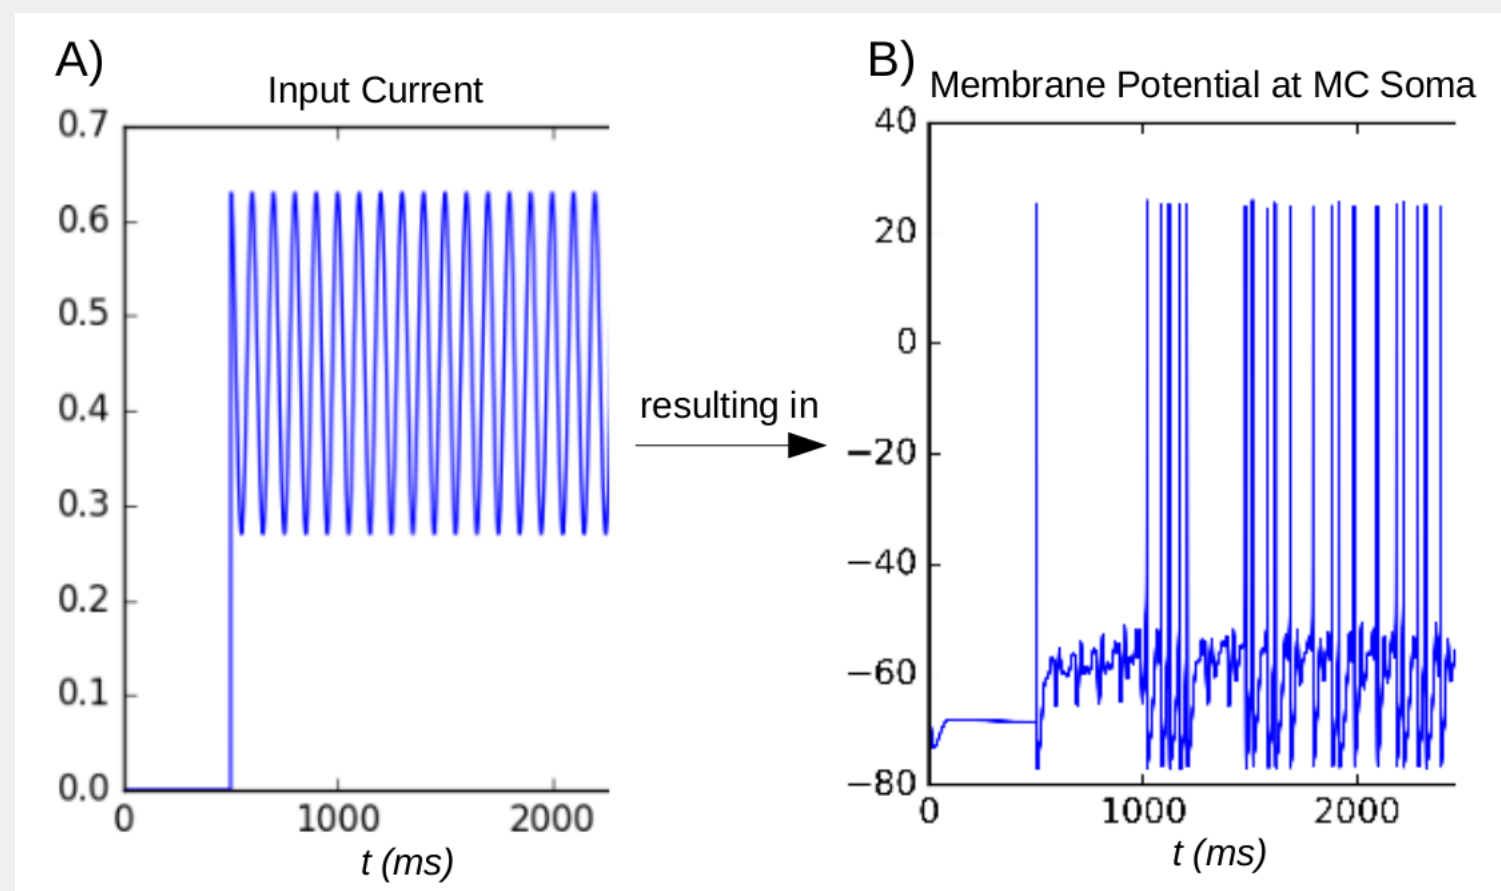 A)
Input Current
0.7
0.6
0.5
0.4
0.3
0.2
0.1
0.0
0 1000 2000
t (ms)
resulting in
B)
Membrane Potential at MC Soma
40
20
0
−20
−40
−60
−80
0 1000 2000
t (ms)